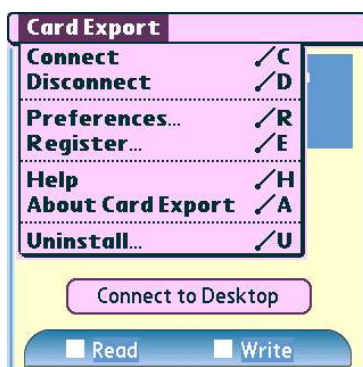 Card Export
Connect /C
Disconnect /D
Preferences... /R
Register... /E
Help /H
About Card Export /A
Uninstall... /U
Connect to Desktop
Read Write